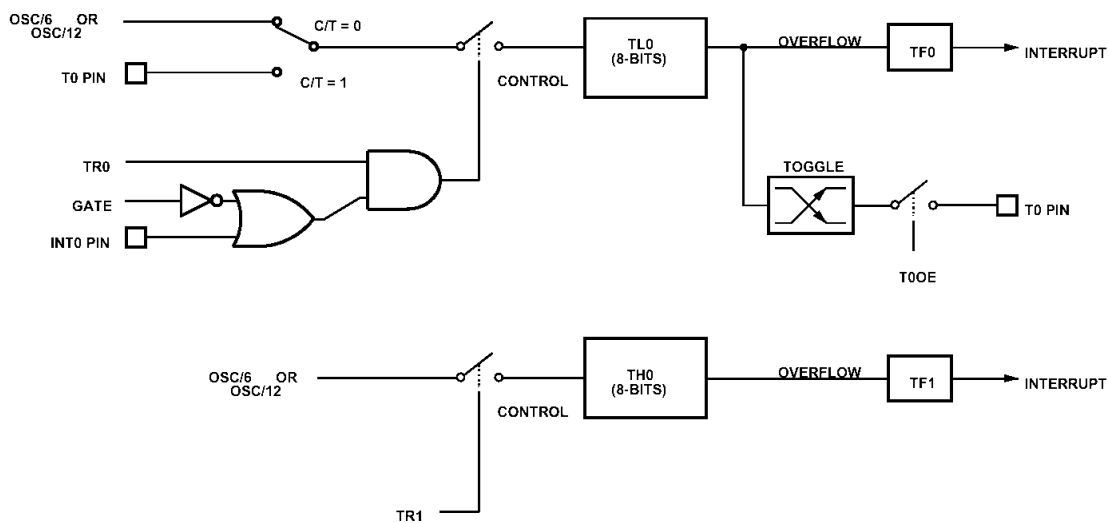 OSC/6 OR
OSC/12
C/T = 0
T0 PIN
C/T = 1
CONTROL
TL0
(8-BITS)
OVERFLOW
TF0
INTERRUPT
TR0
GATE
INT0 PIN
TOGGLE
T0 PIN
T0OE
OSC/6 OR
OSC/12
CONTROL
TH0
(8-BITS)
OVERFLOW
TF1
INTERRUPT
TR1